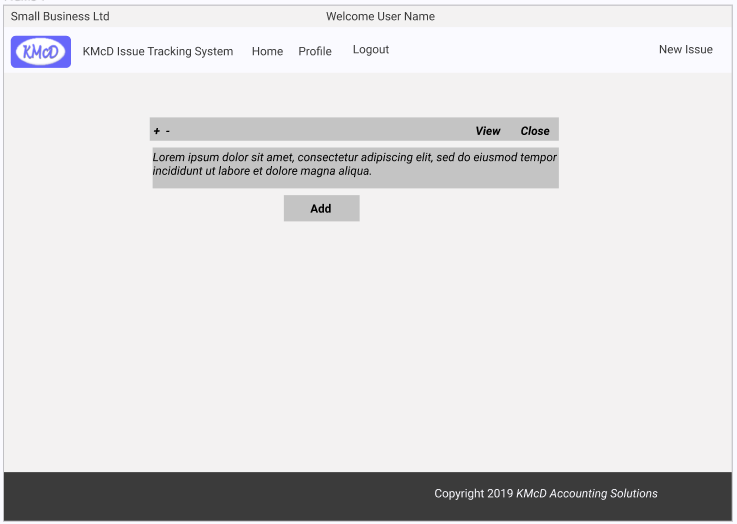 Small Business Ltd Welcome User Name
KMcD KMcD Issue Tracking System Home Profile Logout New Issue
+ - View Close
Lorem ipsum dolor sit amet, consectetur adipiscing elit, sed do eiusmod tempor
incididunt ut labore et dolore magna aliqua.
Add
Copyright 2019 KMcD Accounting Solutions